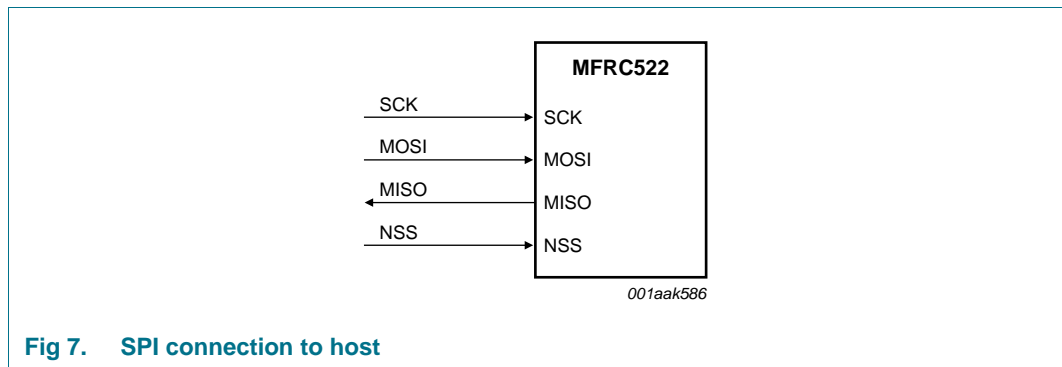 MFRC522
SCK
SCK
MOSI
MOSI
MISO
MISO
NSS
NSS
001aak586
Fig 7. SPI connection to host